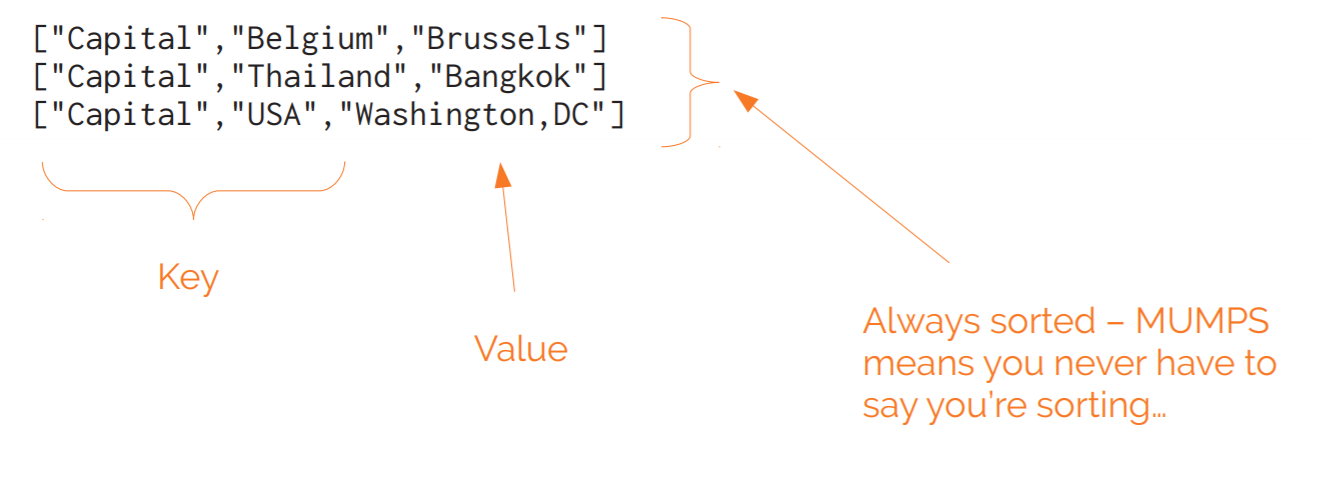 ["Capital","Belgium","Brussels"]
["Capital","Thailand","Bangkok"]
["Capital","USA","Washington,DC"]
Key
Value
Always sorted – MUMPS
means you never have to
say you’re sorting…